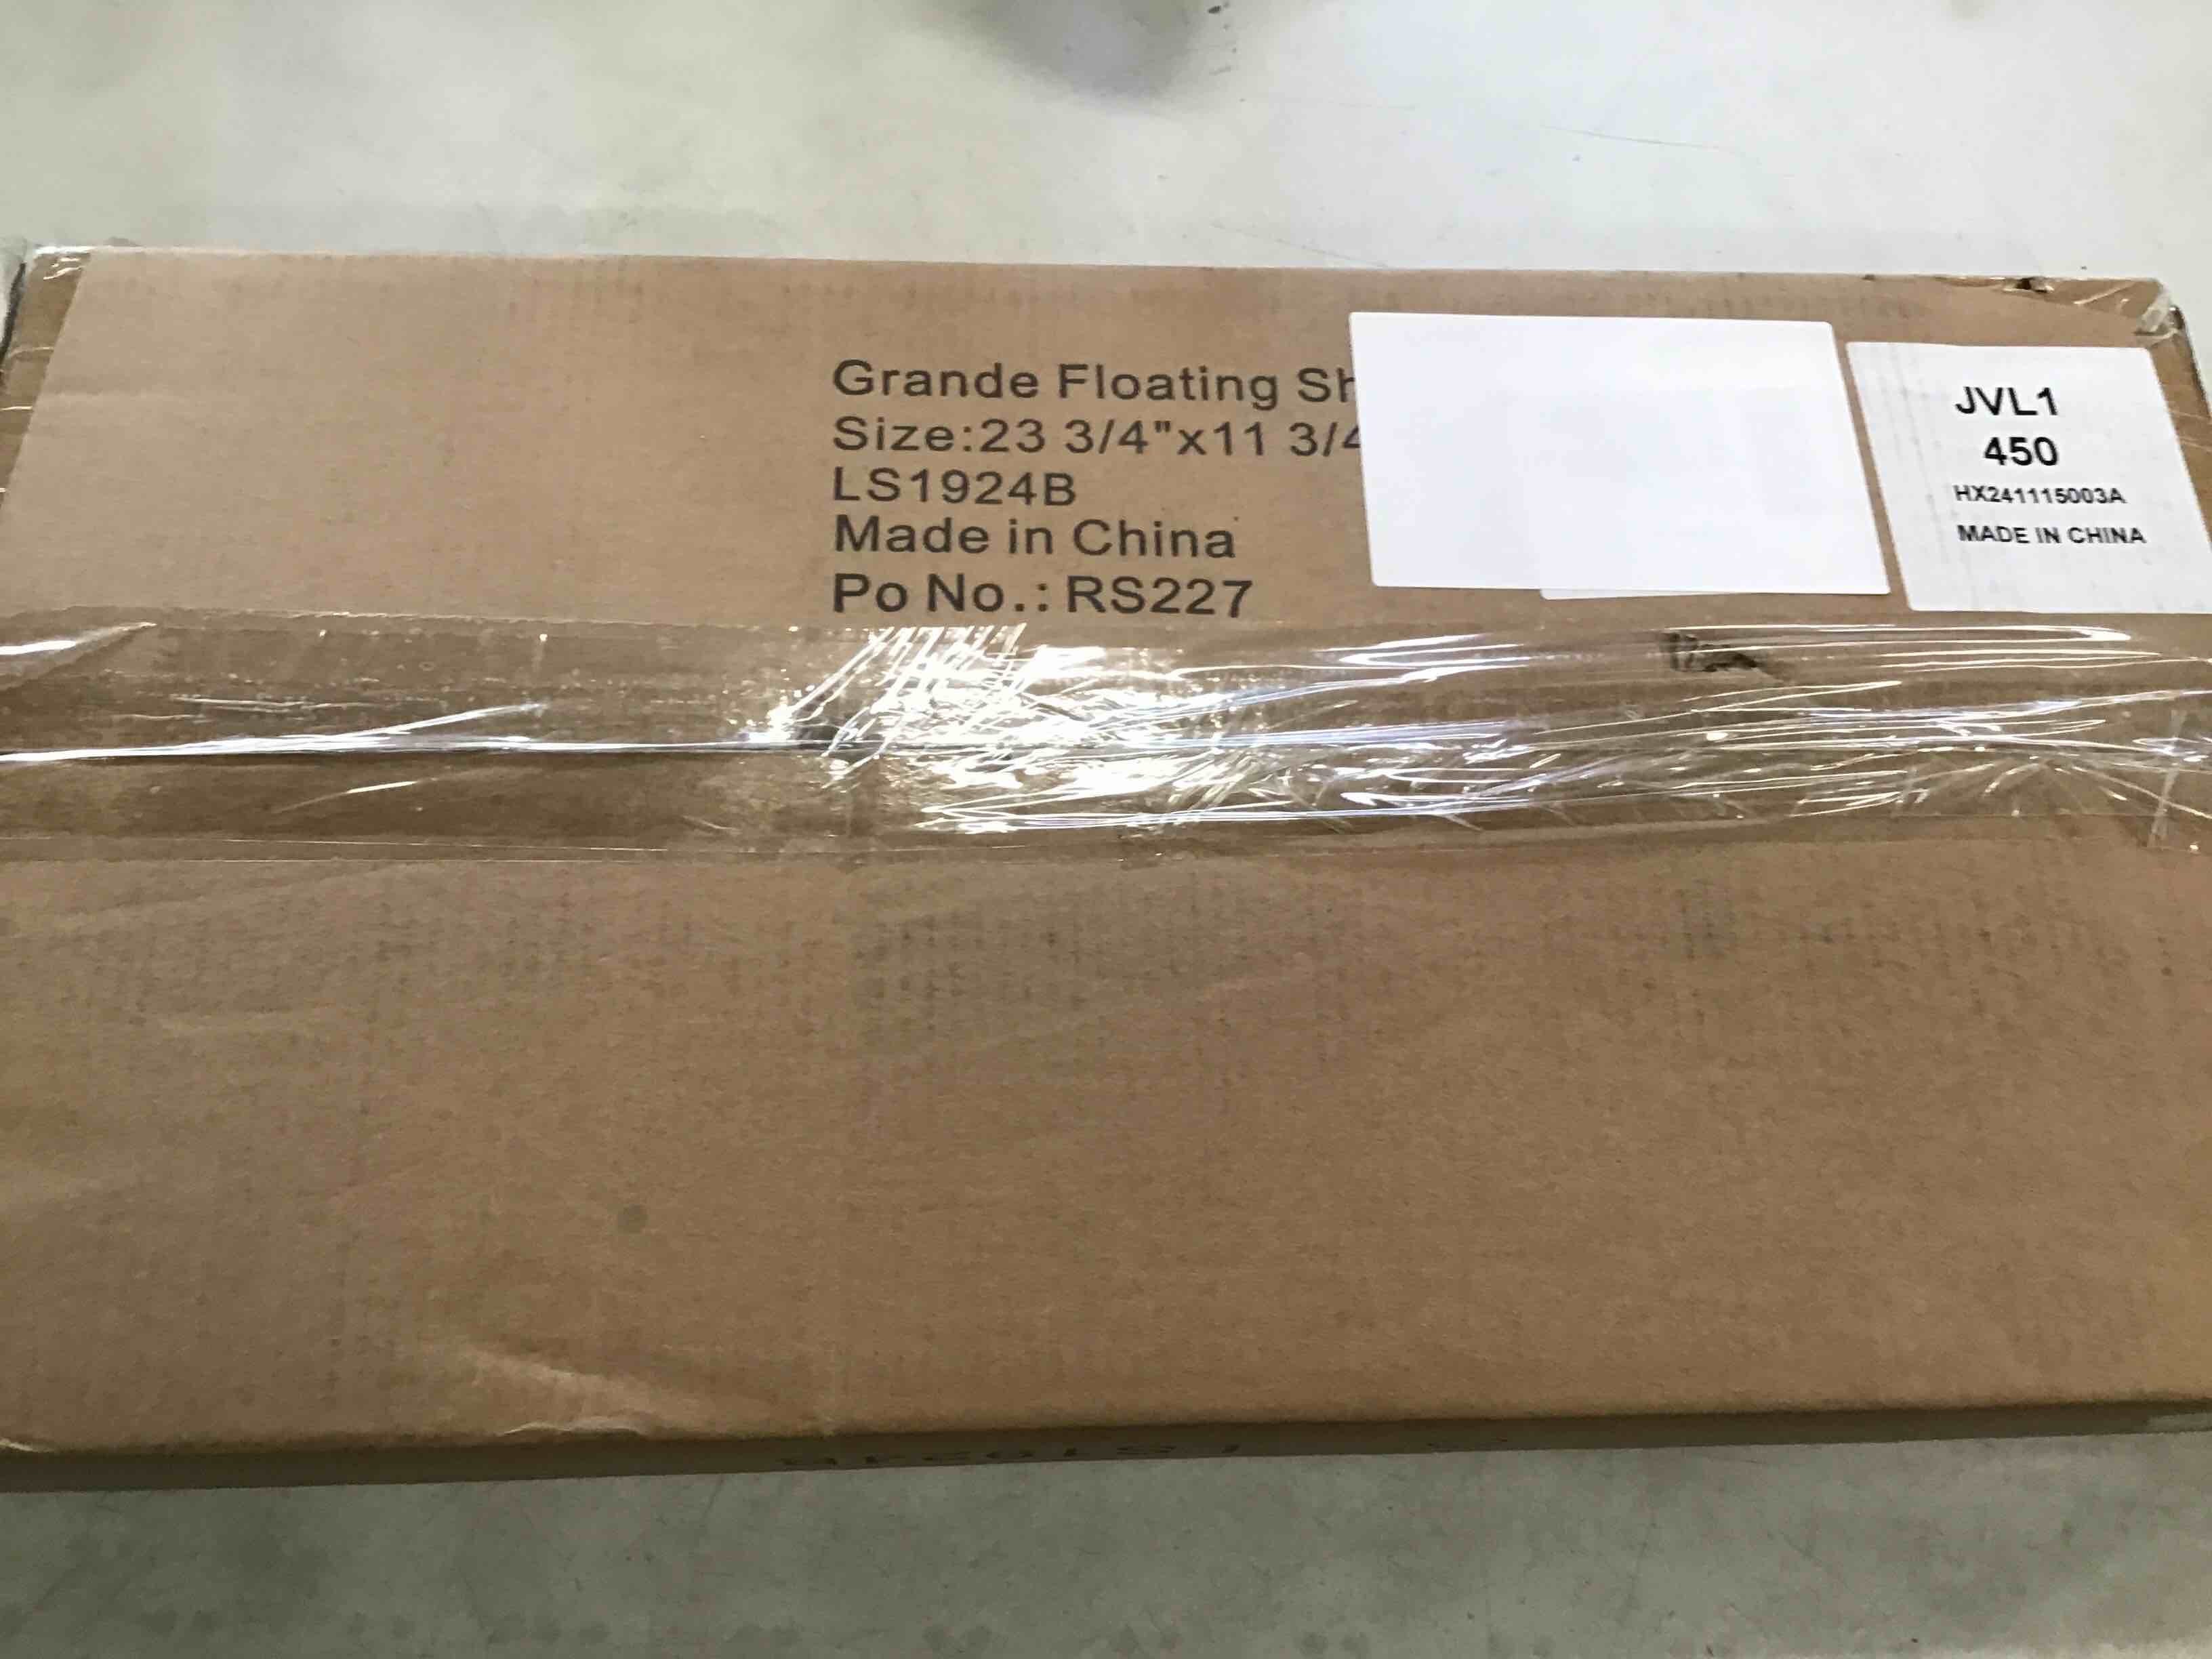 Grande Floating Sh
Size:23 3/4"x11 3/4
LS1924B
Made in China
Po No.: RS227
JVL1
450
HX241115003A
MADE IN CHINA